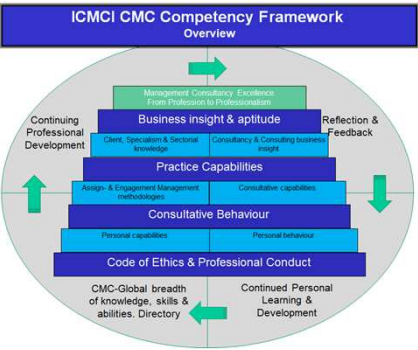 ICMCI CMC Competency Framework
Overview
Management Consultancy Excellence
From Profession to Professionalism
Continuing
Professional
Development
Business insight & aptitude
Reflection &
Feedback
Client, Specialism & Sectorial
knowledge
Consultancy & Consulting business
insight
Practice Capabilities
Assign- & Engagement Management
methodologies
Consultative capabilities
Consultative Behaviour
Personal capabilities
Personal behaviour
Code of Ethics & Professional Conduct
CMC-Global breadth
of knowledge, skills &
abilities. Directory
Continued Personal
Learning &
Development